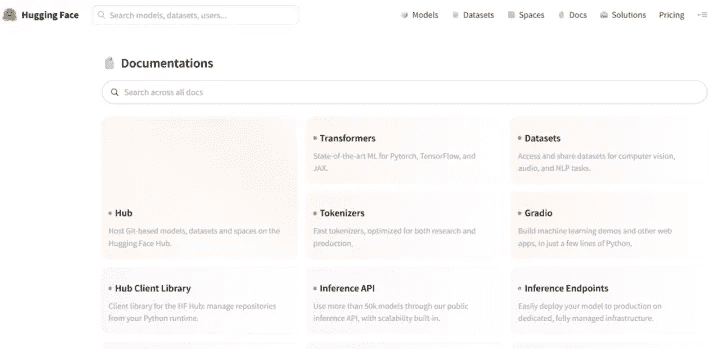 Hugging Face
Search models, datasets, users...
Models
Datasets
Spaces
Docs
Solutions
Pricing
Documentations
Search across all docs
Hub
Host Git-based models, datasets and spaces on the
Hugging Face Hub.
Transformers
State-of-the-art ML for Pytorch, TensorFlow, and
JAX.
Datasets
Access and share datasets for computer vision,
audio, and NLP tasks.
Tokenizers
Fast tokenizers, optimized for both research and
production.
Gradio
Build machine learning demos and other web
apps, in just a few lines of Python.
Hub Client Library
Client library for the HF Hub: manage repositories
from your Python runtime.
Inference API
Use more than 50k models through our public
inference API, with scalability built-in.
Inference Endpoints
Easily deploy your model to production on
dedicated, fully managed infrastructure.